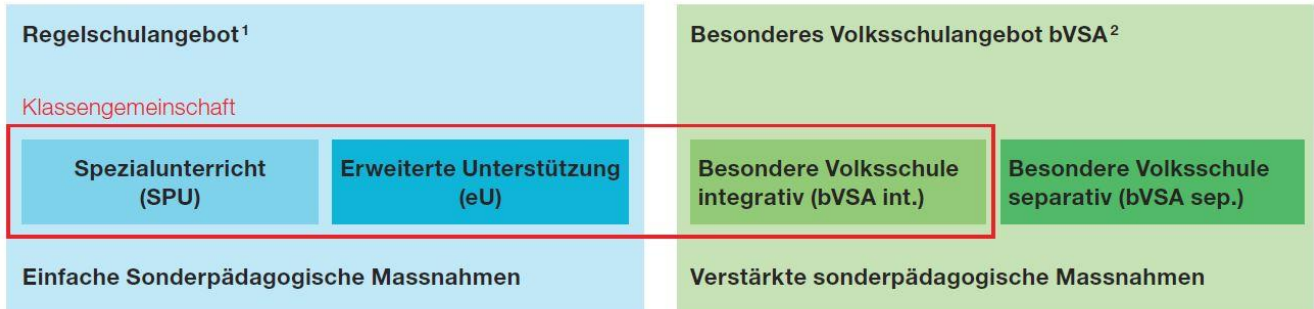 Regelschulangebot¹
Besonderes Volksschulangebot bVSA²
Klassengemeinschaft
Spezialunterricht
(SPU)
Erweiterte Unterstützung
(eU)
Besondere Volksschule
integrativ (bVSA int.)
Besondere Volksschule
separativ (bVSA sep.)
Einfache Sonderpädagogische Massnahmen
Verstärkte sonderpädagogische Massnahmen